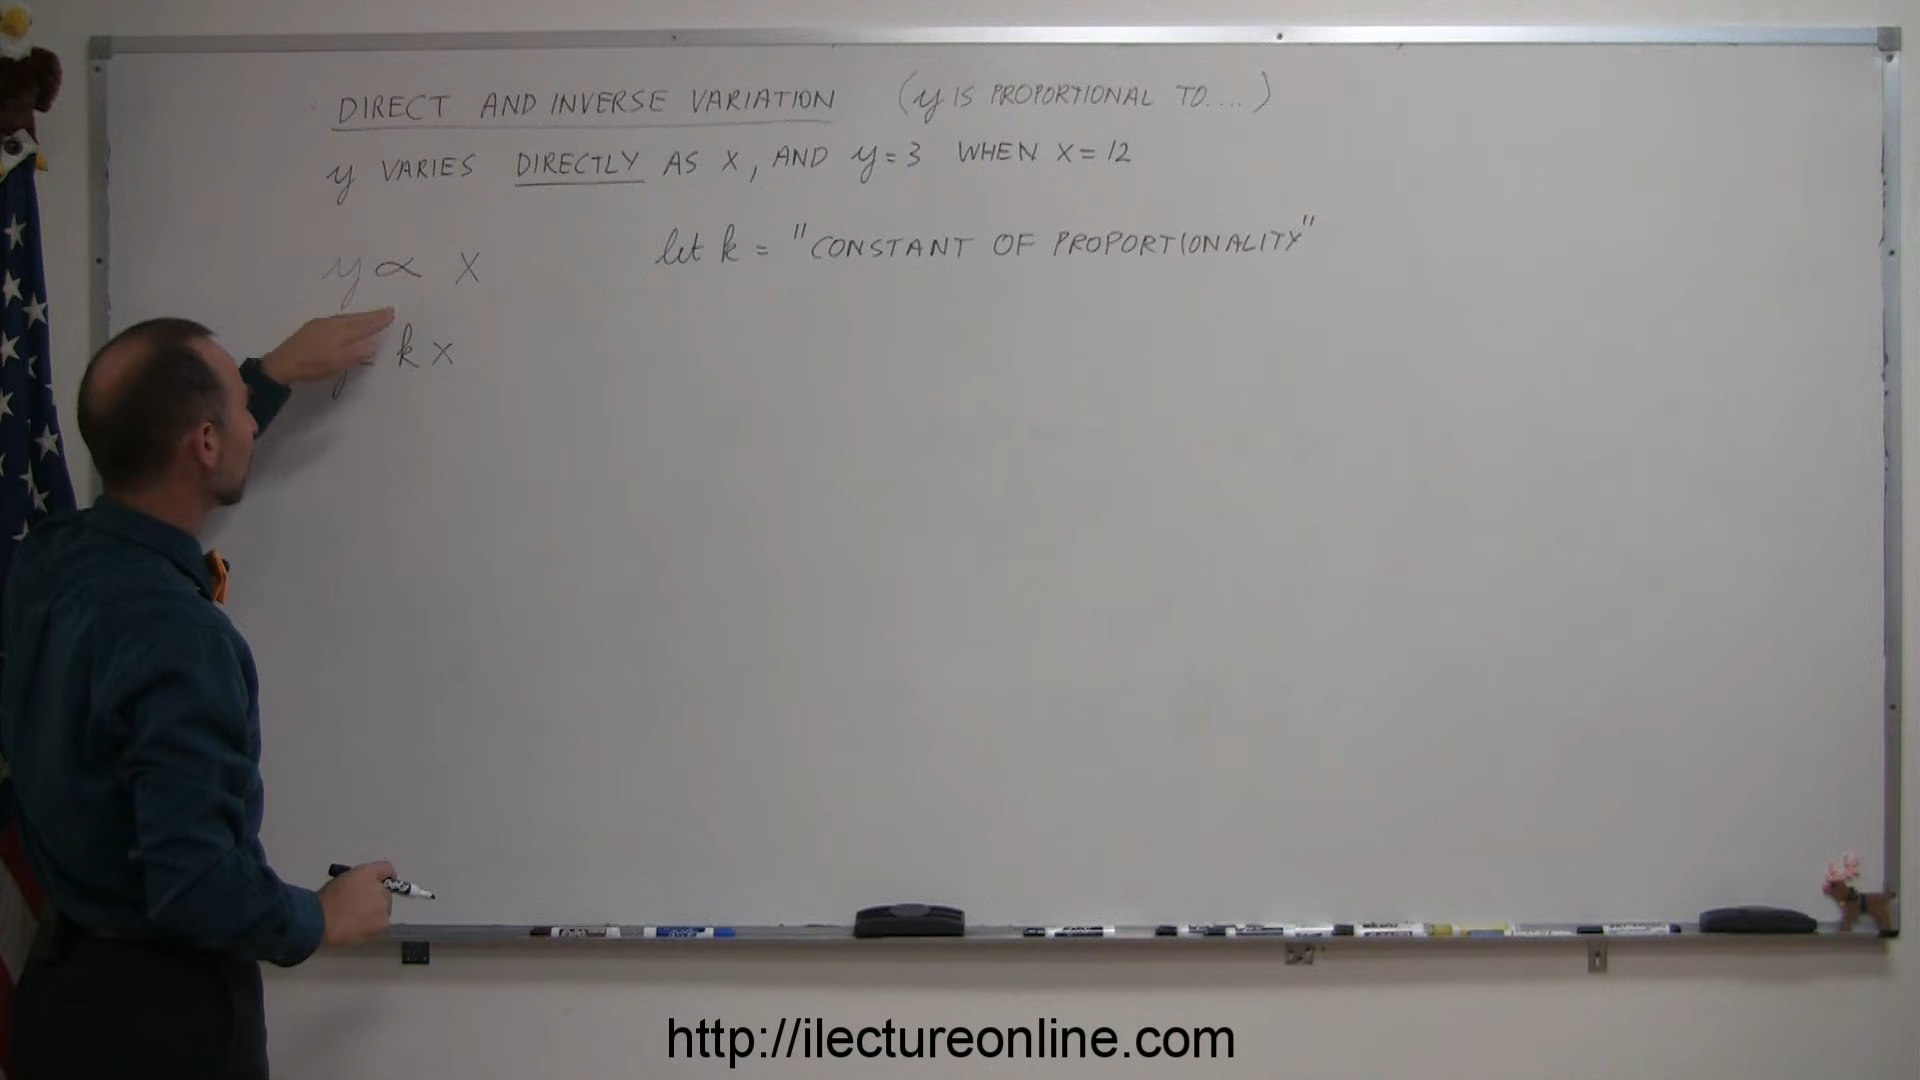 DIRECT AND INVERSE VARIATION (y IS PROPORTIONAL TO....)
y VARIES DIRECTLY AS X, AND y = 3 WHEN X = 12
y ∝ X
let k = "CONSTANT OF PROPORTIONALITY"
y = k x
http://ilectureonline.com